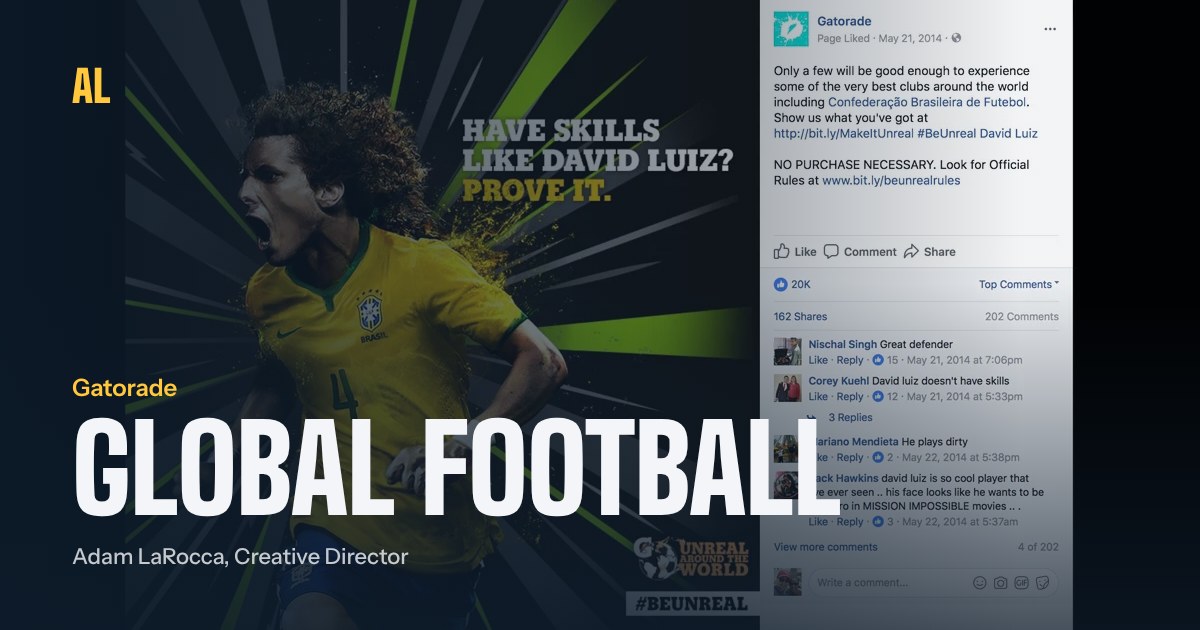 AL
HAVE SKILLS
LIKE DAVID LUIZ?
PROVE IT.
BRASIL
4
Gatorade
GLOBAL FOOTBALL
Adam LaRocca, Creative Director
UNREAL
AROUND THE
WORLD
#BEUNREAL
Gatorade
Page Liked · May 21, 2014 ·
Only a few will be good enough to experience
some of the very best clubs around the world
including Confederação Brasileira de Futebol.
Show us what you've got at
http://bit.ly/MakeItUnreal #BeUnreal David Luiz
NO PURCHASE NECESSARY. Look for Official
Rules at www.bit.ly/beunrealrules
Like Comment Share
20K Top Comments
162 Shares 202 Comments
Nischal Singh Great defender
Like · Reply · 15 · May 21, 2014 at 7:06pm
Corey Kuehl David luiz doesn't have skills
Like · Reply · 12 · May 21, 2014 at 5:33pm
3 Replies
Mendieta He plays dirty
Reply · 2 · May 22, 2014 at 5:38pm
Hawkins david luiz is so cool player that
ever seen .. his face looks like he wants to be
in MISSION IMPOSSIBLE movies .. .
Like · Reply · 3 · May 22, 2014 at 5:37am
View more comments 4 of 202
Write a comment...
GIF